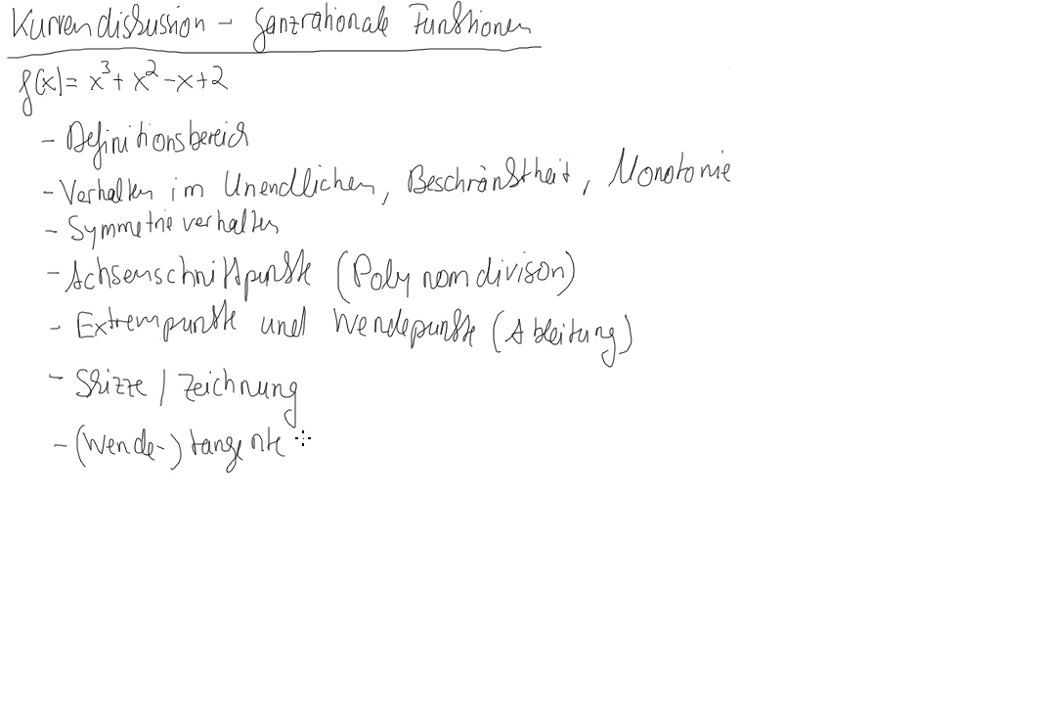 Kurvendiskussion - ganzrationale Funktionen
f(x)= x³+x²-x+2
- Definitionsbereich
- Verhalten im Unendlichen, Beschränktheit, Monotonie
- Symmetrieverhalten
- Achsenschnittpunkte (Polynomdivison)
- Extrempunkte und Wendepunkte (Ableitung)
- Skizze / Zeichnung
- (Wende-) tangente